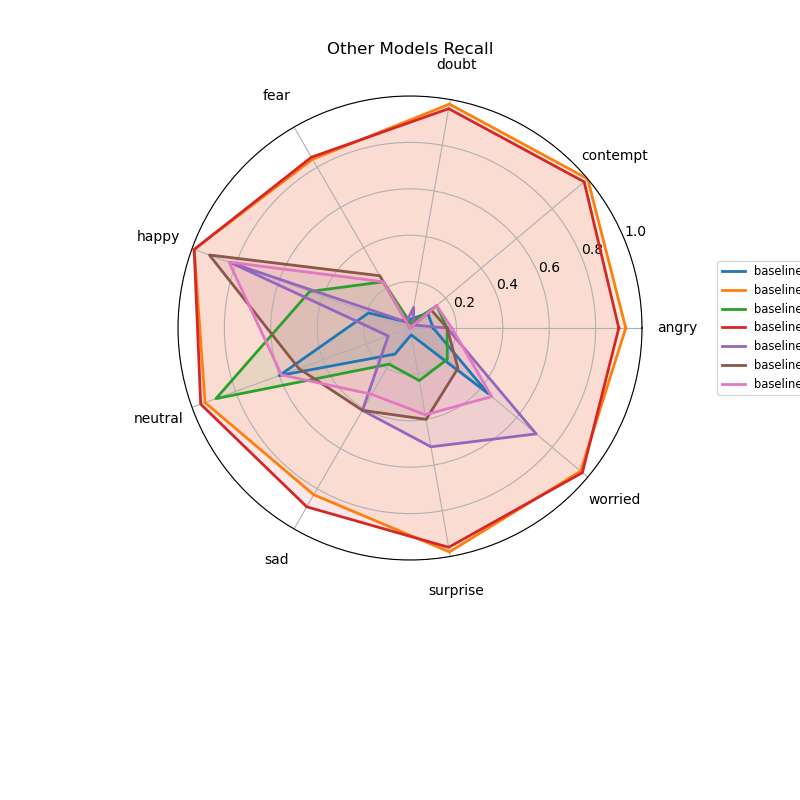 Other Models Recall
doubt
fear
contempt
happy
1.0
0.8
0.6
0.4
0.2
angry
neutral
worried
sad
surprise
baseline
baseline
baseline
baseline
baseline
baseline
baseline